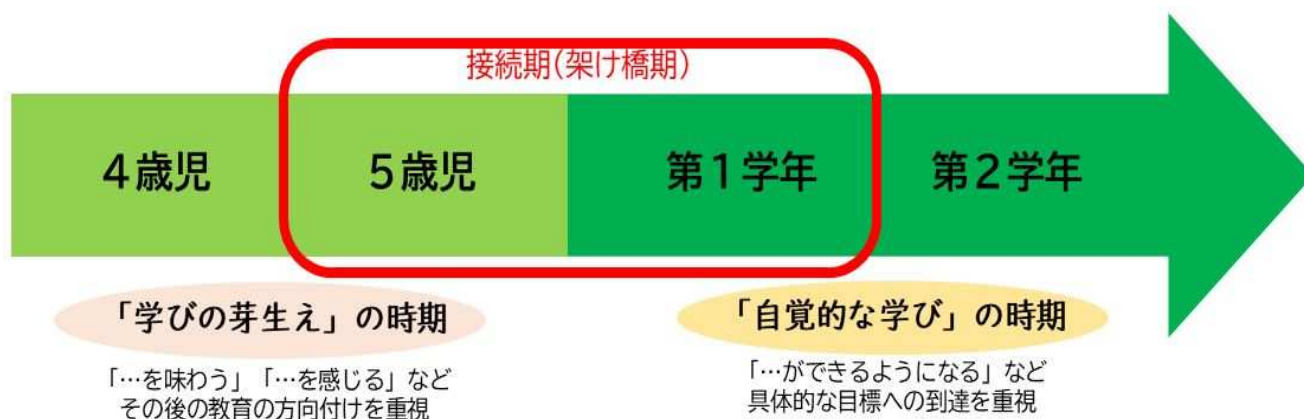 接続期(架け橋期)
4歳児
5歳児
第1学年
第2学年
「学びの芽生え」の時期
「…を味わう」「…を感じる」など
その後の教育の方向付けを重視
「自覚的な学び」の時期
「…ができるようになる」など
具体的な目標への到達を重視